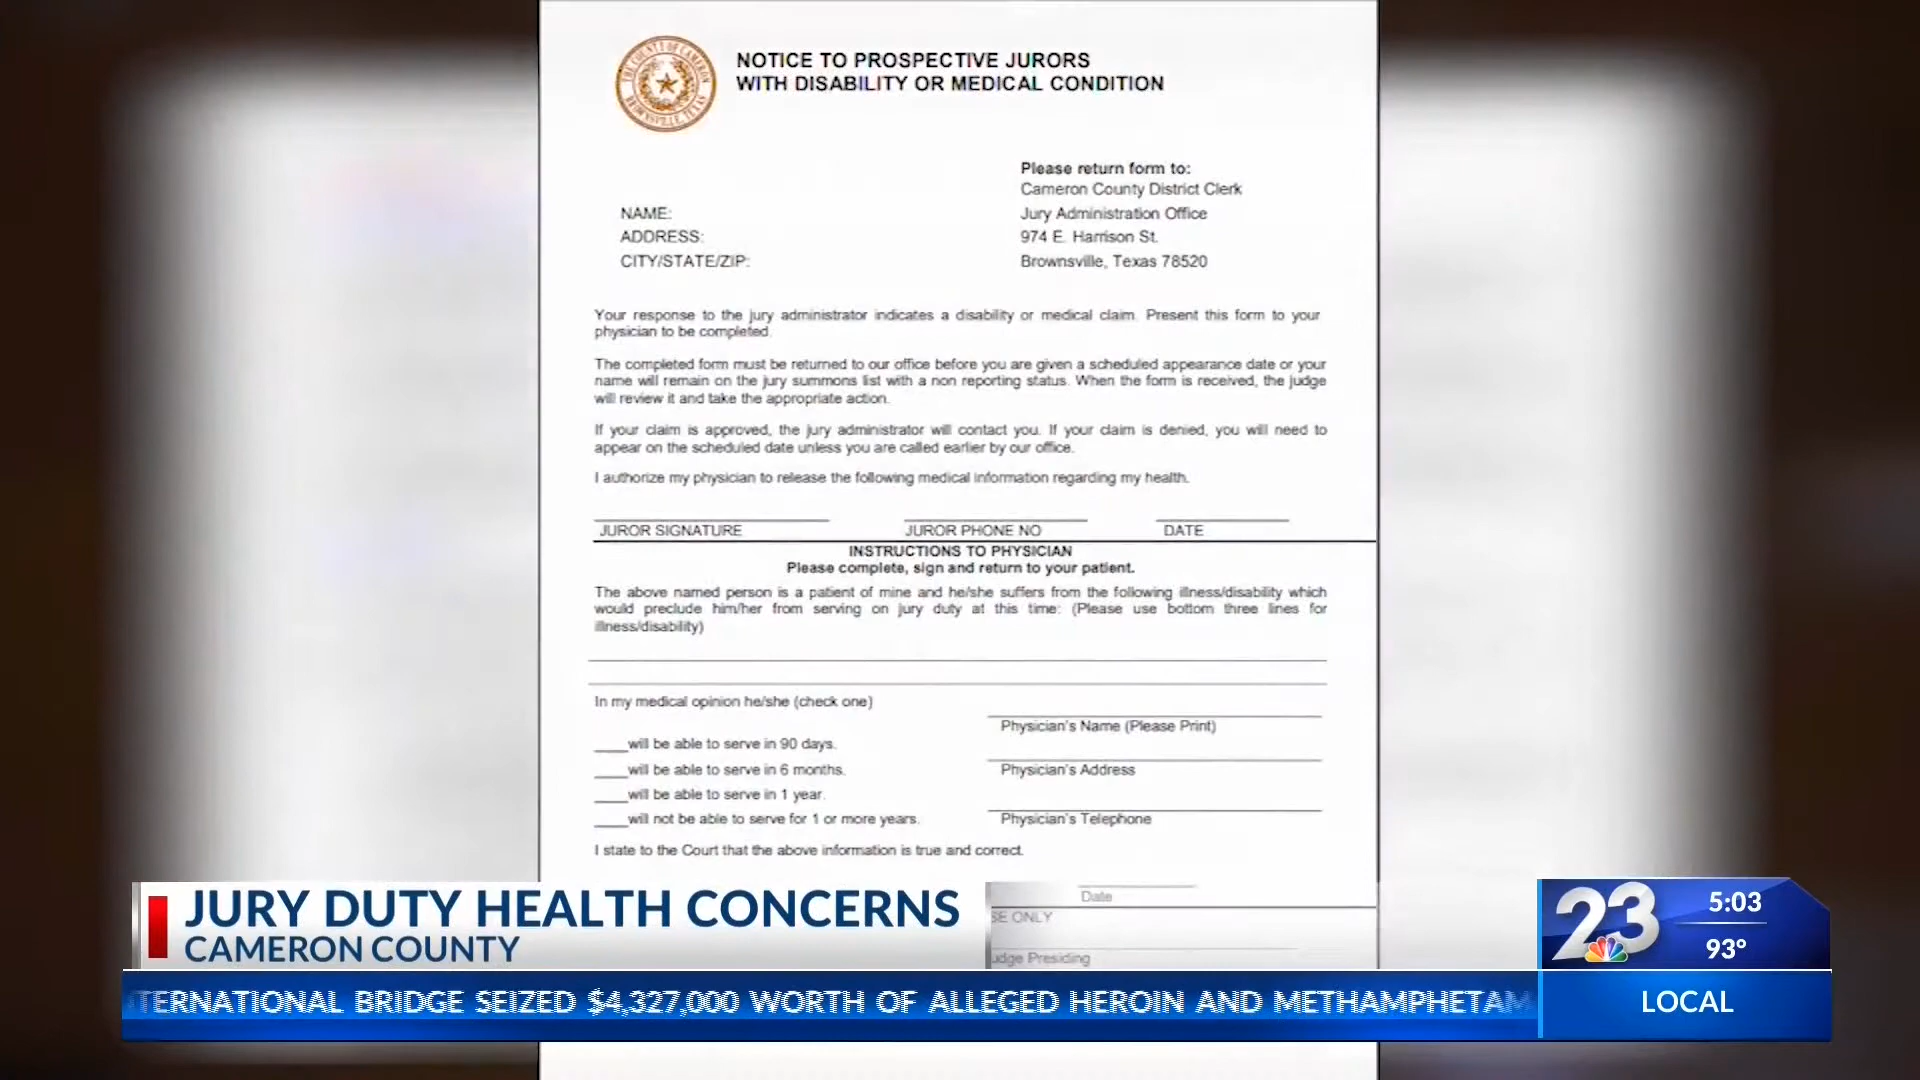 THE COUNTY OF CAMERON
BROWNSVILLE, TEXAS
NOTICE TO PROSPECTIVE JURORS
WITH DISABILITY OR MEDICAL CONDITION
Please return form to:
Cameron County District Clerk
NAME:
Jury Administration Office
ADDRESS:
974 E. Harrison St.
CITY/STATE/ZIP:
Brownsville, Texas 78520
Your response to the jury administrator indicates a disability or medical claim. Present this form to your
physician to be completed.
The completed form must be returned to our office before you are given a scheduled appearance date or your
name will remain on the jury summons list with a non reporting status. When the form is received, the judge
will review it and take the appropriate action.
If your claim is approved, the jury administrator will contact you. If your claim is denied, you will need to
appear on the scheduled date unless you are called earlier by our office.
I authorize my physician to release the following medical information regarding my health.
JUROR SIGNATURE JUROR PHONE NO DATE
INSTRUCTIONS TO PHYSICIAN
Please complete, sign and return to your patient.
The above named person is a patient of mine and he/she suffers from the following illness/disability which
would preclude him/her from serving on jury duty at this time: (Please use bottom three lines for
illness/disability)
In my medical opinion he/she (check one)
Physician's Name (Please Print)
____will be able to serve in 90 days.
____will be able to serve in 6 months.
Physician's Address
____will be able to serve in 1 year.
____will not be able to serve for 1 or more years.
Physician's Telephone
I state to the Court that the above information is true and correct.
Date
SE ONLY
udge Presiding
JURY DUTY HEALTH CONCERNS
CAMERON COUNTY
23
5:03
93°
TERNATIONAL BRIDGE SEIZED $4,327,000 WORTH OF ALLEGED HEROIN AND METHAMPHETAM
LOCAL